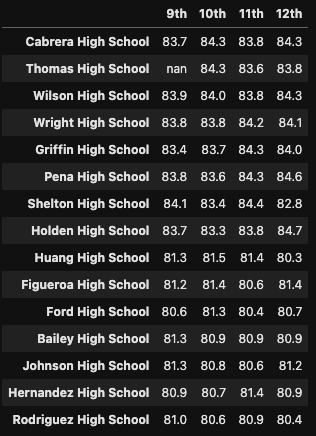 9th 10th 11th 12th
Cabrera High School 83.7 84.3 83.8 84.3
Thomas High School nan 84.3 83.6 83.8
Wilson High School 83.9 84.0 83.8 84.3
Wright High School 83.8 83.8 84.2 84.1
Griffin High School 83.4 83.7 84.3 84.0
Pena High School 83.8 83.6 84.3 84.6
Shelton High School 84.1 83.4 84.4 82.8
Holden High School 83.7 83.3 83.8 84.7
Huang High School 81.3 81.5 81.4 80.3
Figueroa High School 81.2 81.4 80.6 81.4
Ford High School 80.6 81.3 80.4 80.7
Bailey High School 81.3 80.9 80.9 80.9
Johnson High School 81.3 80.8 80.6 81.2
Hernandez High School 80.9 80.7 81.4 80.9
Rodriguez High School 81.0 80.6 80.9 80.4